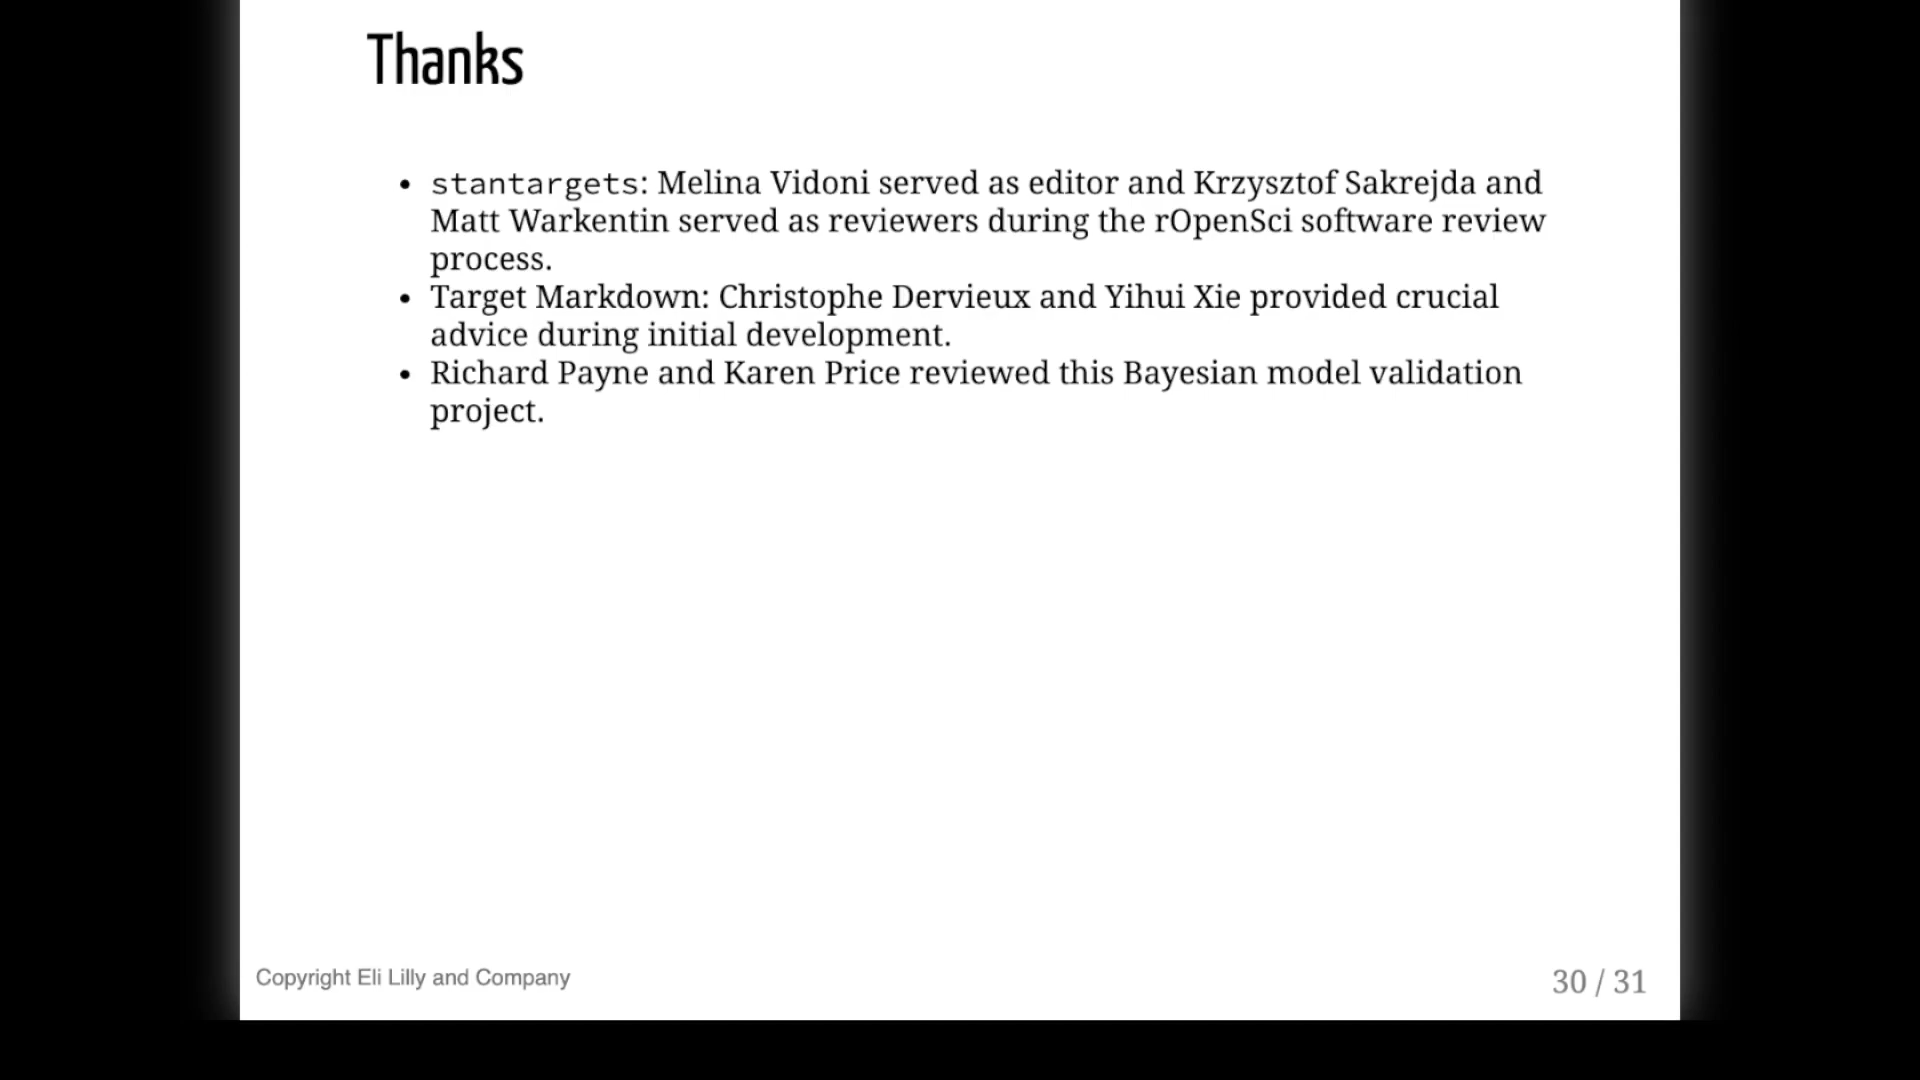 Thanks
• stantargets: Melina Vidoni served as editor and Krzysztof Sakrejda and
Matt Warkentin served as reviewers during the rOpenSci software review
process.
• Target Markdown: Christophe Dervieux and Yihui Xie provided crucial
advice during initial development.
• Richard Payne and Karen Price reviewed this Bayesian model validation
project.
Copyright Eli Lilly and Company
30 / 31